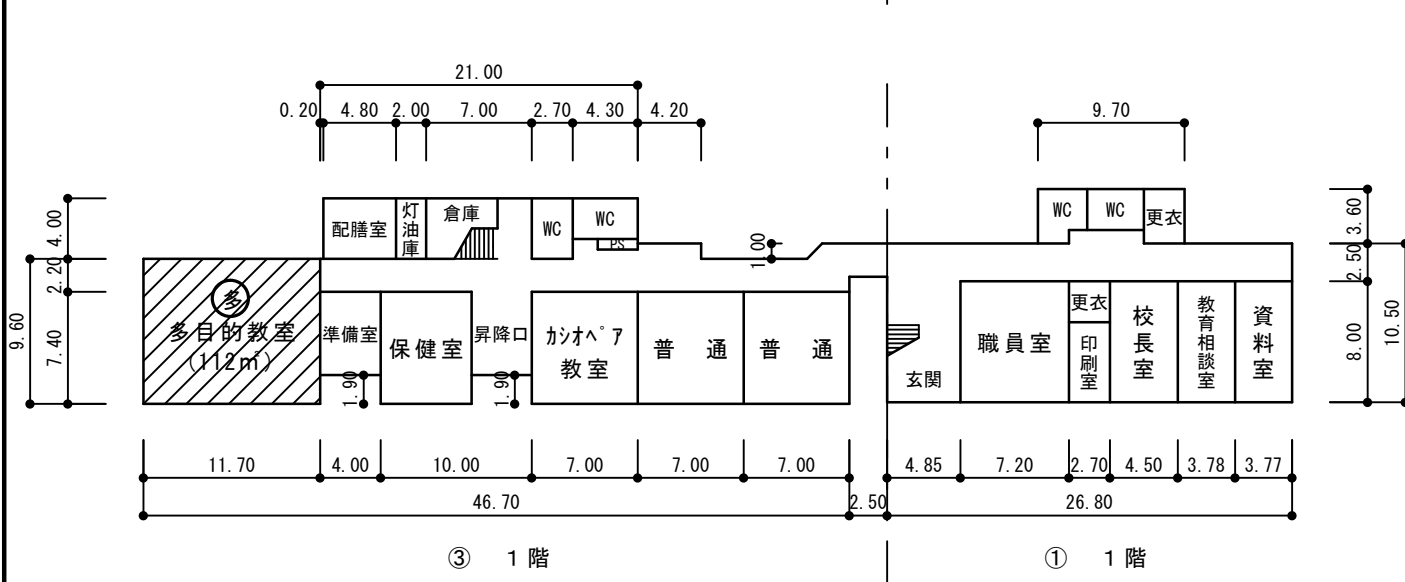 21.00
0.20 4.80 2.00 7.00 2.70 4.30 4.20
9.70
配膳室
灯油庫
倉庫
WC
WC
PS
WC
WC
更衣
4.00
2.20
7.40
9.60
1.00
3.60
2.50
8.00
10.50
多
多目的教室
(112㎡)
準備室
保健室
昇降口
カシオペア
教室
普 通
普 通
1.90
1.90
玄関
職員室
更衣
印刷室
校長室
教育相談室
資料室
11.70 4.00 10.00 7.00 7.00 7.00 4.85 7.20 2.70 4.50 3.78 3.77
46.70 2.50 26.80
③ 1階 ① 1階